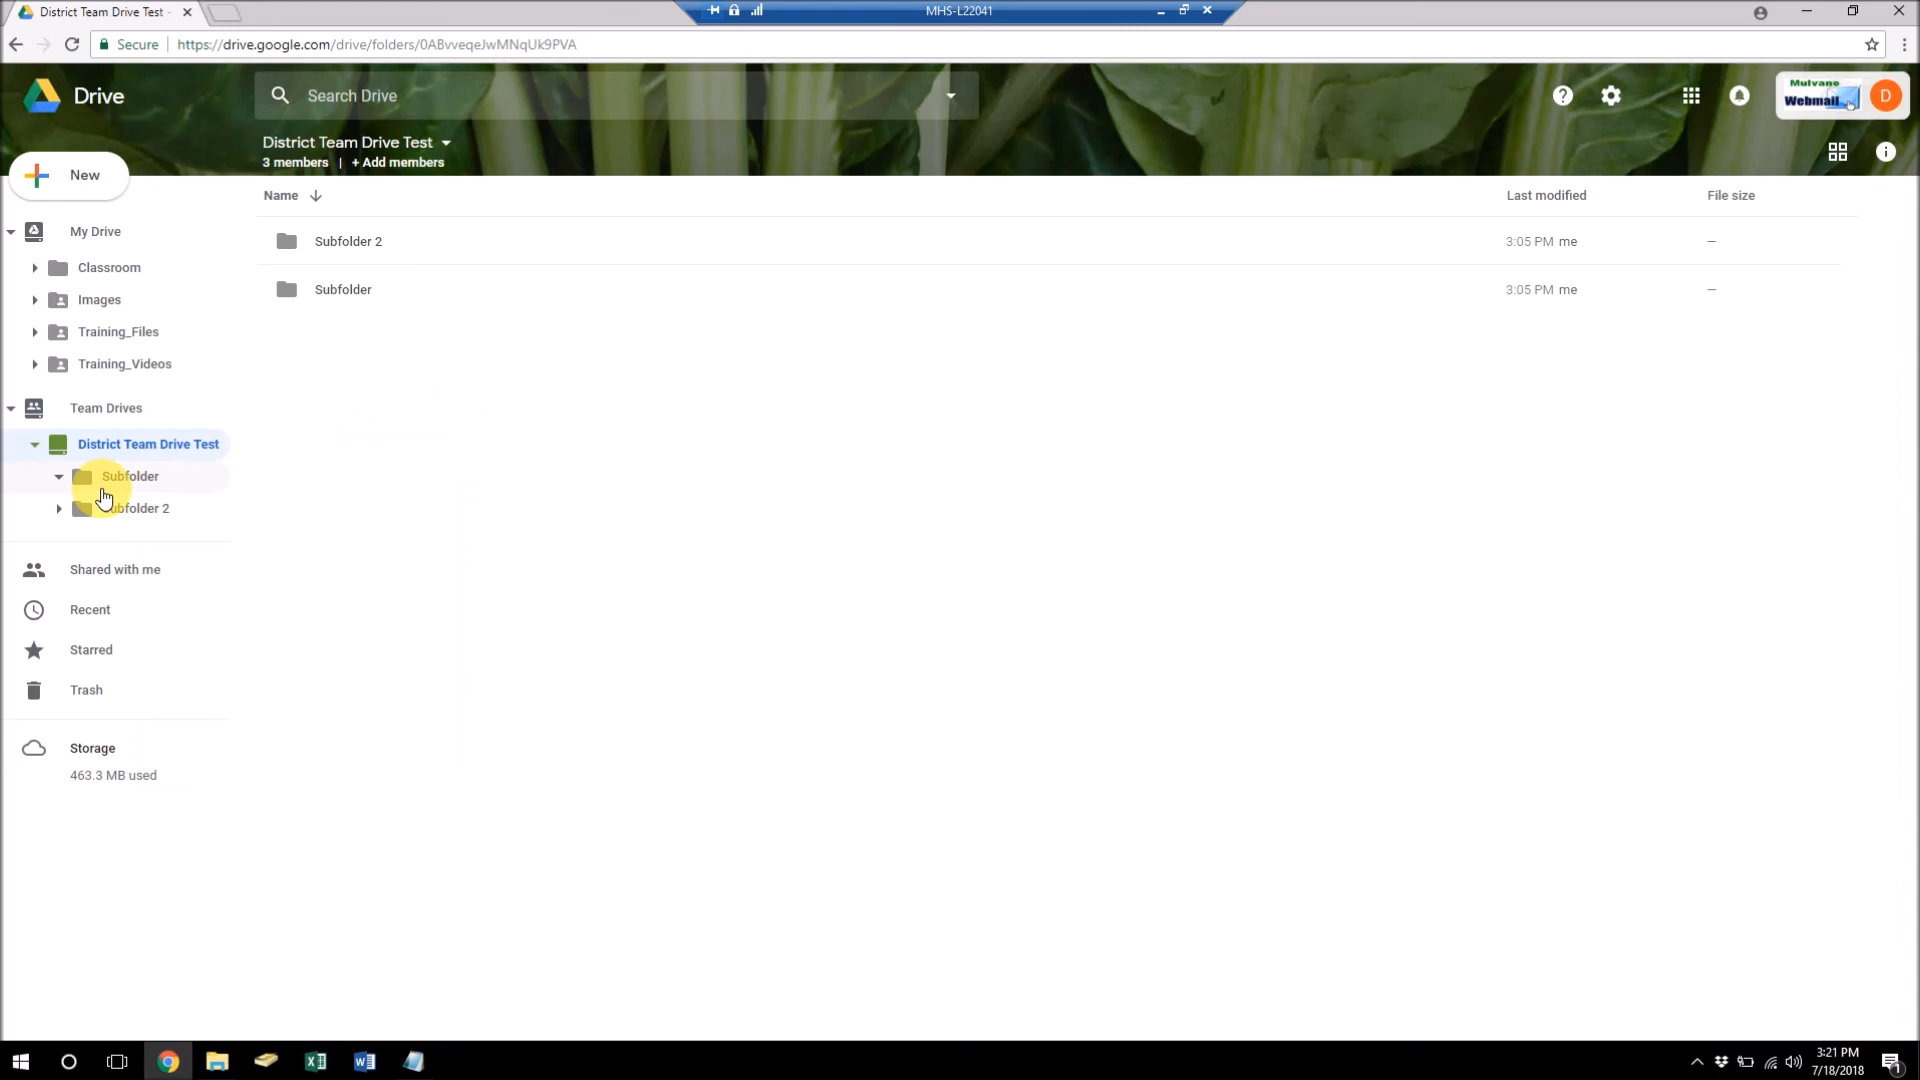 District Team Drive Test -
MHS-L22041
Secure
https://drive.google.com/drive/folders/0ABvveqeJwMNqUk9PVA
Drive
Search Drive
Mulvane
Webmail
D
District Team Drive Test
3 members | + Add members
New
Name
Last modified
File size
My Drive
Subfolder 2
3:05 PM me
–
Classroom
Subfolder
3:05 PM me
–
Images
Training_Files
Training_Videos
Team Drives
District Team Drive Test
Subfolder
2
Shared with me
Recent
Starred
Trash
Storage
463.3 MB used
3:21 PM
7/18/2018
1